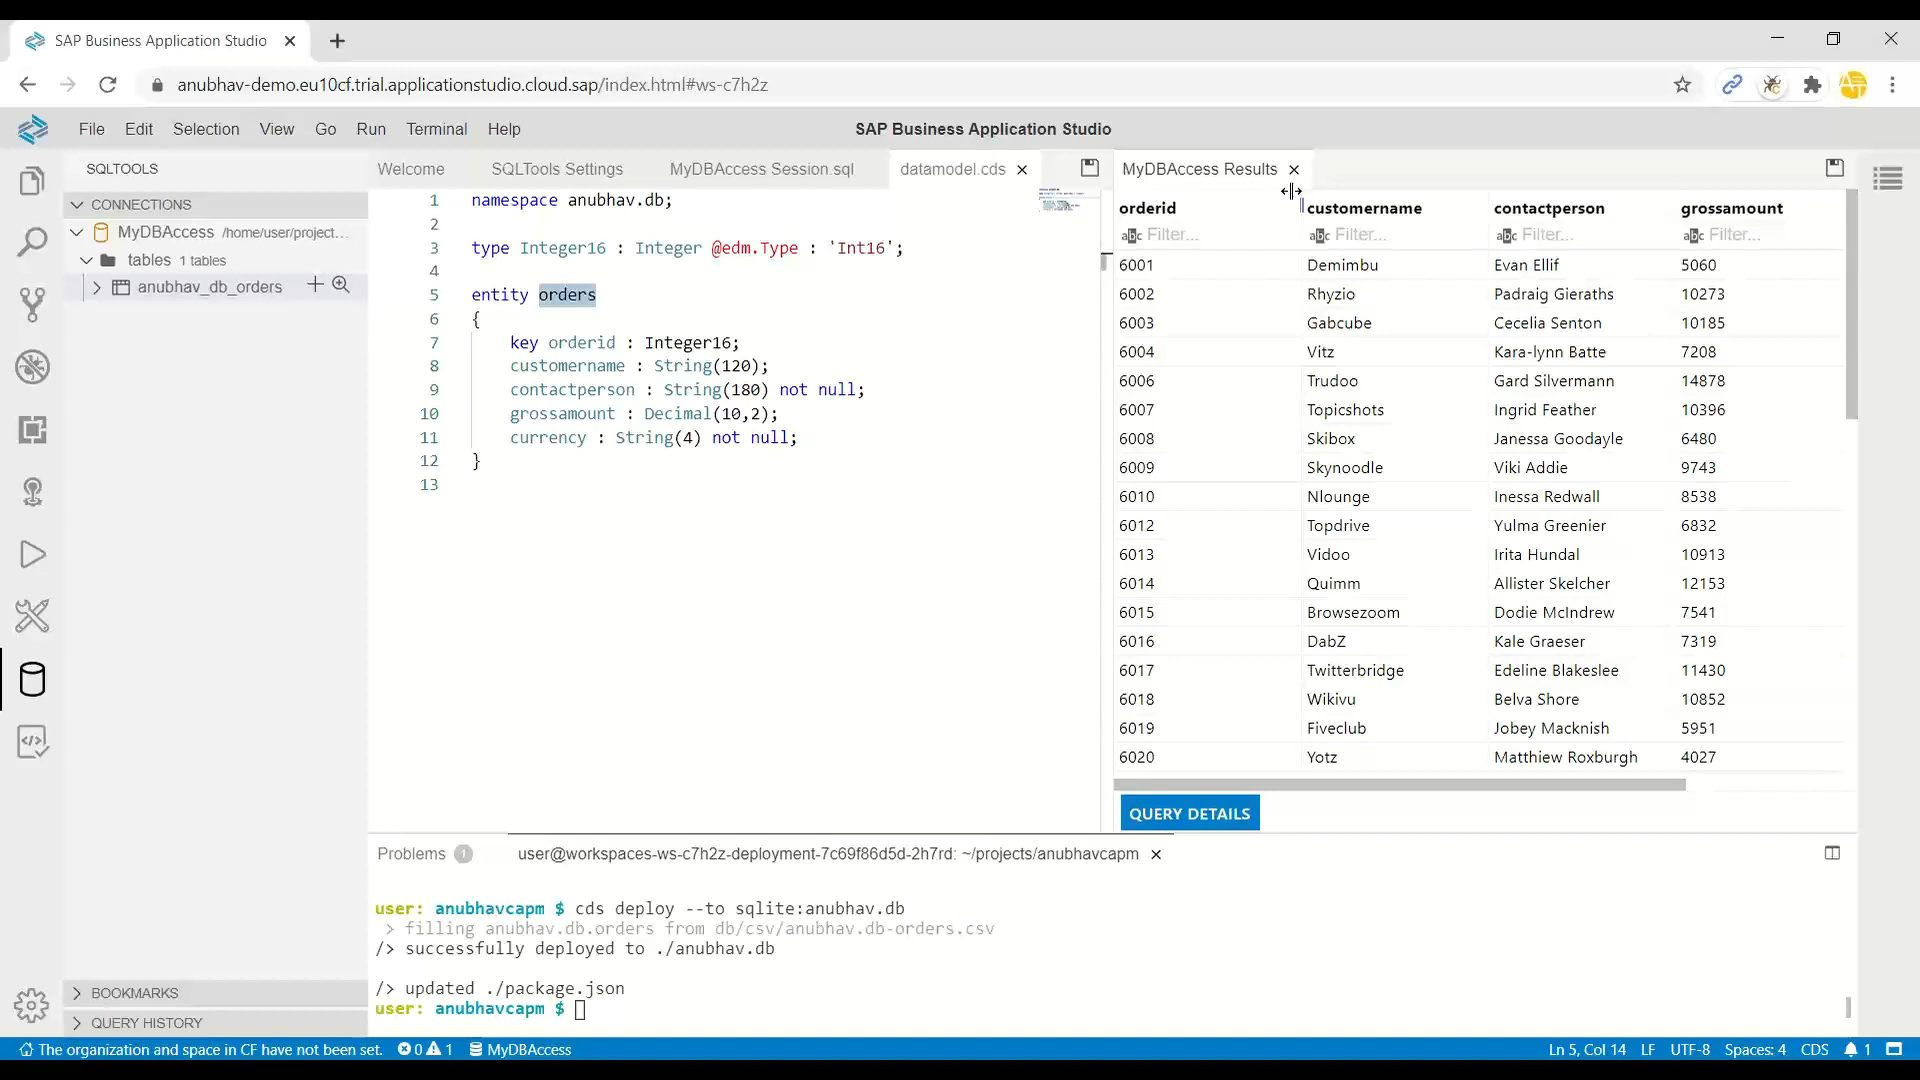 SAP Business Application Studio
anubhav-demo.eu10cf.trial.applicationstudio.cloud.sap/index.html#ws-c7h2z
File Edit Selection View Go Run Terminal Help SAP Business Application Studio
SQLTOOLS
CONNECTIONS
MyDBAccess /home/user/project...
tables 1 tables
anubhav_db_orders
BOOKMARKS
QUERY HISTORY
Welcome SQLTools Settings MyDBAccess Session.sql datamodel.cds
1 namespace anubhav.db;
2
3 type Integer16 : Integer @edm.Type : 'Int16';
4
5 entity orders
6 {
7 key orderid : Integer16;
8 customername : String(120);
9 contactperson : String(180) not null;
10 grossamount : Decimal(10,2);
11 currency : String(4) not null;
12 }
13
MyDBAccess Results
orderid customername contactperson grossamount
abc Filter... abc Filter... abc Filter... abc Filter...
6001 Demimbu Evan Ellif 5060
6002 Rhyzio Padraig Gieraths 10273
6003 Gabcube Cecelia Senton 10185
6004 Vitz Kara-lynn Batte 7208
6006 Trudoo Gard Silvermann 14878
6007 Topicshots Ingrid Feather 10396
6008 Skibox Janessa Goodayle 6480
6009 Skynoodle Viki Addie 9743
6010 Nlounge Inessa Redwall 8538
6012 Topdrive Yulma Greenier 6832
6013 Vidoo Irita Hundal 10913
6014 Quimm Allister Skelcher 12153
6015 Browsezoom Dodie McIndrew 7541
6016 DabZ Kale Graeser 7319
6017 Twitterbridge Edeline Blakeslee 11430
6018 Wikivu Belva Shore 10852
6019 Fiveclub Jobey Macknish 5951
6020 Yotz Matthiew Roxburgh 4027
QUERY DETAILS
Problems 1 user@workspaces-ws-c7h2z-deployment-7c69f86d5d-2h7rd: ~/projects/anubhavcapm
user: anubhavcapm $ cds deploy --to sqlite:anubhav.db
> filling anubhav.db.orders from db/csv/anubhav.db-orders.csv
/> successfully deployed to ./anubhav.db
/> updated ./package.json
user: anubhavcapm $
The organization and space in CF have not been set. 0 1 MyDBAccess Ln 5, Col 14 LF UTF-8 Spaces: 4 CDS 1